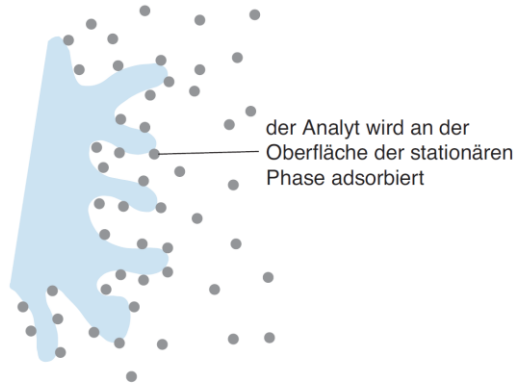 der Analyt wird an der
Oberfläche der stationären
Phase adsorbiert